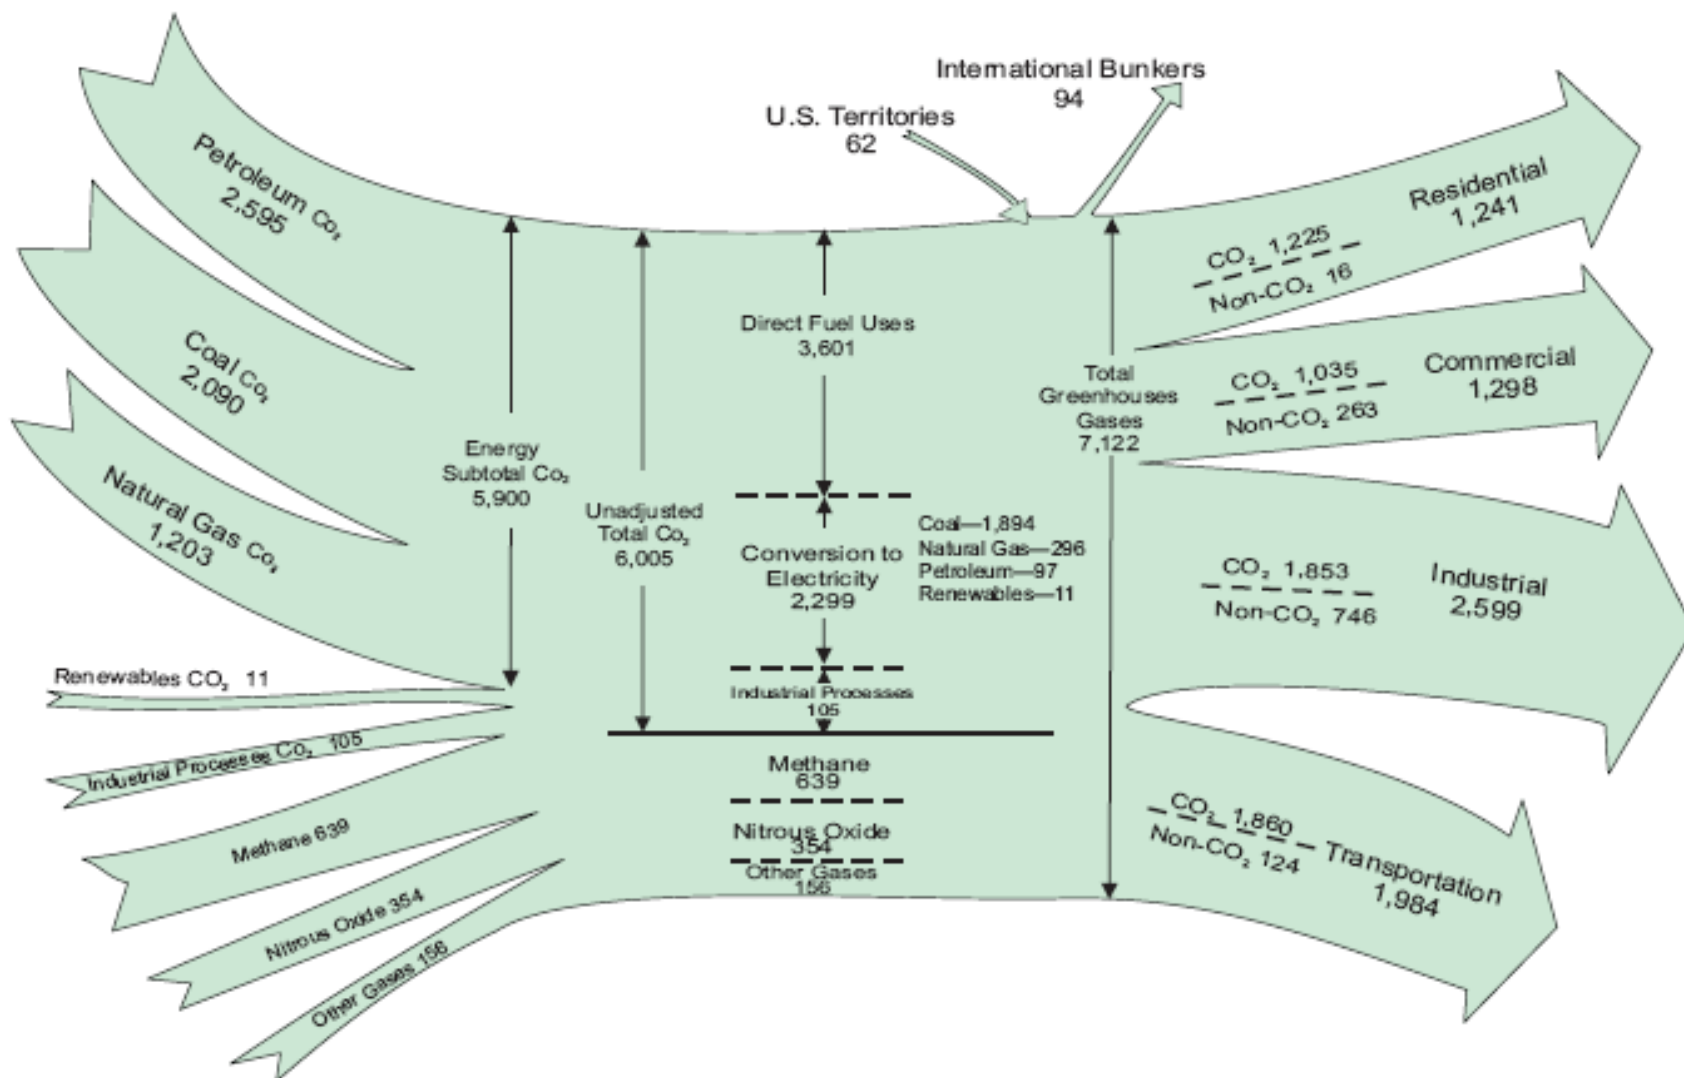 International Bunkers
94
U.S. Territories
62
Petroleum Co₂
2,595
Coal Co₂
2,090
Natural Gas Co₂
1,203
Renewables CO₂ 11
Industrial Processes Co₂ 105
Methane 639
Nitrous Oxide 354
Other Gases 156
Energy
Subtotal Co₂
5,900
Unadjusted
Total Co₂
6,005
Direct Fuel Uses
3,601
Conversion to
Electricity
2,299
Coal—1,894
Natural Gas—296
Petroleum—97
Renewables—11
Industrial Processes
105
Methane
639
Nitrous Oxide
354
Other Gases
156
Total
Greenhouses
Gases
7,122
CO₂ 1,225
Non-CO₂ 16
Residential
1,241
CO₂ 1,035
Non-CO₂ 263
Commercial
1,298
CO₂ 1,853
Non-CO₂ 746
Industrial
2,599
CO₂ 1,860
Non-CO₂ 124
Transportation
1,984